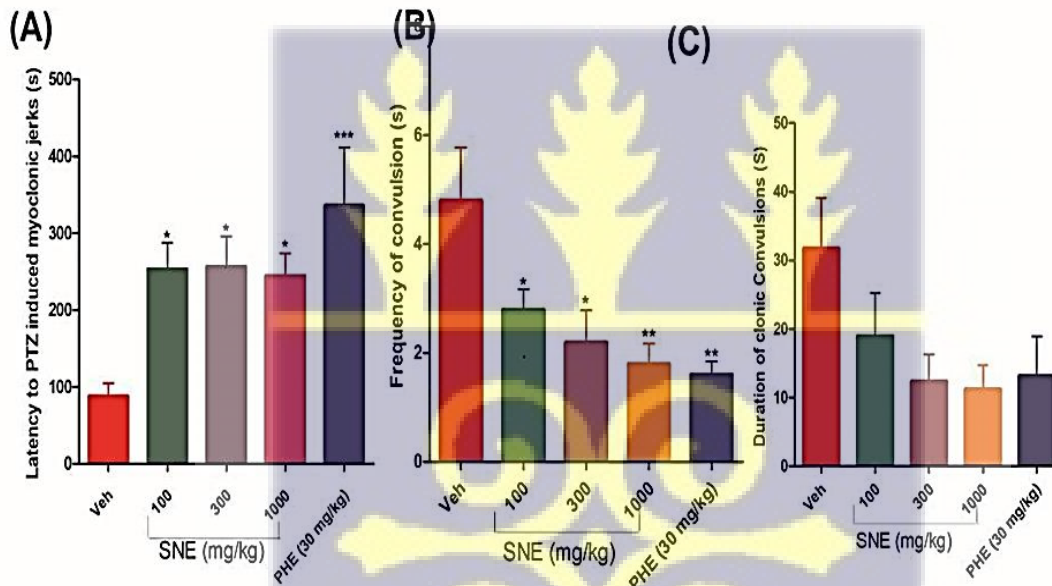 (A)
Latency to PTZ induced myoclonic jerks (s)
500
400
300
200
100
0
*
*
*
***
Veh
100
300
1000
PHE (30 mg/kg)
SNE (mg/kg)
(B)
Frequency of convulsion (s)
6
4
2
0
*
*
**
**
Veh
100
300
1000
PHE (30 mg/kg)
SNE (mg/kg)
(C)
Duration of clonic Convulsions (S)
50
40
30
20
10
0
Veh
100
300
1000
PHE (30 mg/kg)
SNE (mg/kg)